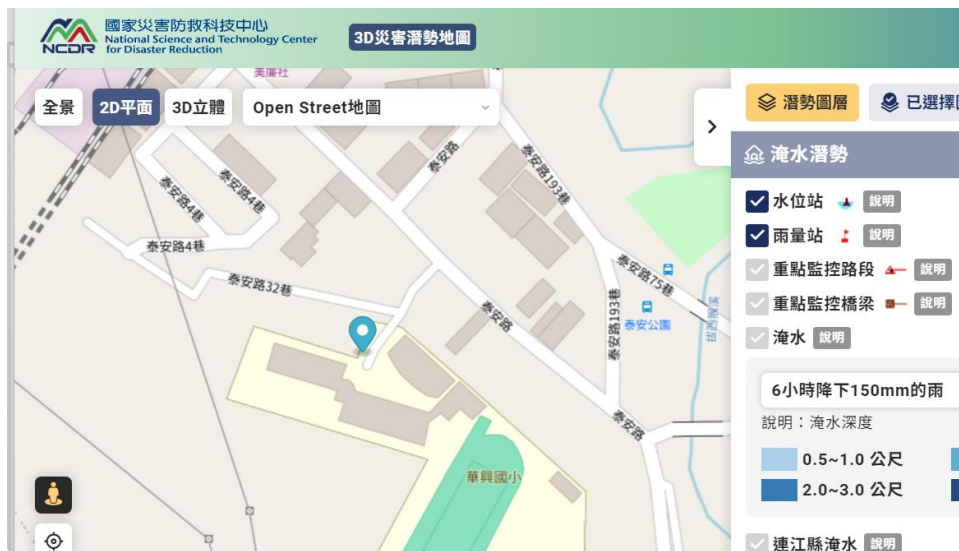 國家災害防救科技中心
National Science and Technology Center
for Disaster Reduction
NCDR
3D災害潛勢地圖
美廉社
全景
2D平面
3D立體
Open Street地圖
潛勢圖層
已選擇
淹水潛勢
水位站 說明
雨量站 說明
重點監控路段 說明
重點監控橋梁 說明
淹水 說明
6小時降下150mm的雨
說明：淹水深度
0.5~1.0 公尺
2.0~3.0 公尺
連江縣淹水 說明
泰安路
泰安路193巷
泰安路4巷
泰安路4巷
泰安路4巷
泰安路32巷
泰安路75巷
泰安路193巷
泰安公園
泰安路
泰安路
華興國小